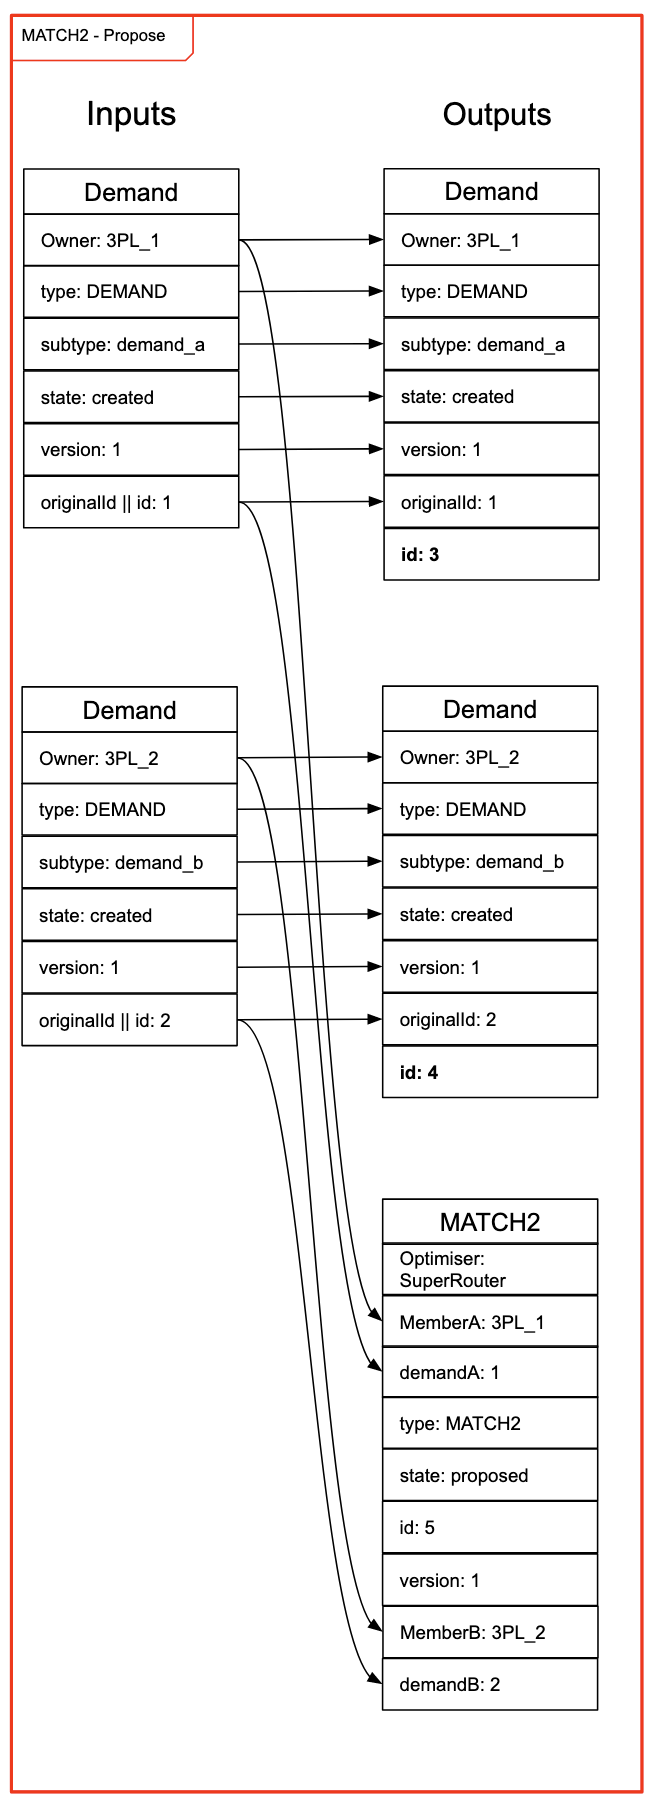 MATCH2 - Propose
Inputs
Outputs
Demand
Owner: 3PL_1
type: DEMAND
subtype: demand_a
state: created
version: 1
originalId || id: 1
Demand
Owner: 3PL_1
type: DEMAND
subtype: demand_a
state: created
version: 1
originalId: 1
id: 3
Demand
Owner: 3PL_2
type: DEMAND
subtype: demand_b
state: created
version: 1
originalId || id: 2
Demand
Owner: 3PL_2
type: DEMAND
subtype: demand_b
state: created
version: 1
originalId: 2
id: 4
MATCH2
Optimiser:
SuperRouter
MemberA: 3PL_1
demandA: 1
type: MATCH2
state: proposed
id: 5
version: 1
MemberB: 3PL_2
demandB: 2